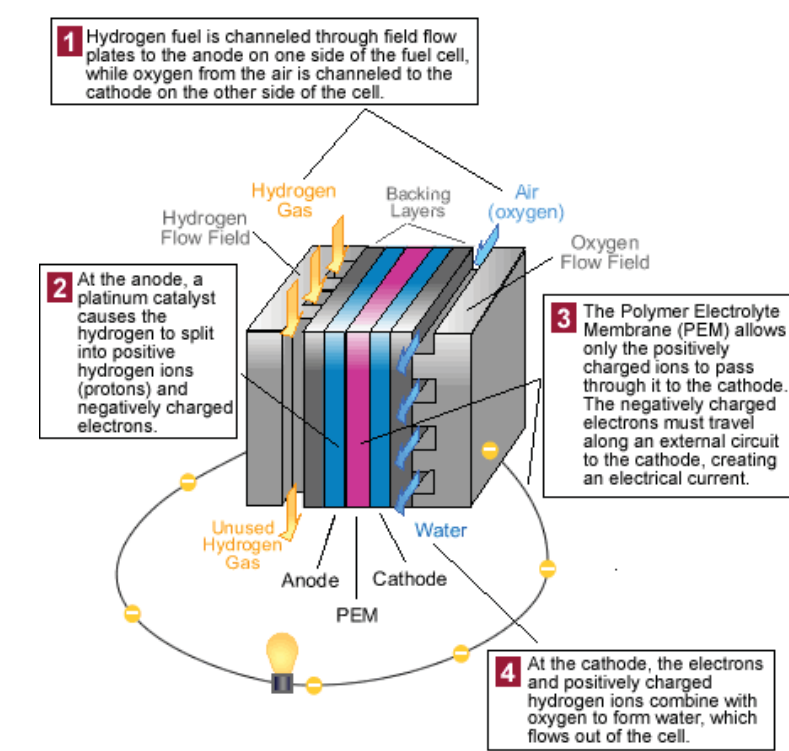 1 Hydrogen fuel is channeled through field flow
plates to the anode on one side of the fuel cell,
while oxygen from the air is channeled to the
cathode on the other side of the cell.
Hydrogen
Gas
Backing
Layers
Air
(oxygen)
Hydrogen
Flow Field
Oxygen
Flow Field
2 At the anode, a
platinum catalyst
causes the
hydrogen to split
into positive
hydrogen ions
(protons) and
negatively charged
electrons.
3 The Polymer Electrolyte
Membrane (PEM) allows
only the positively
charged ions to pass
through it to the cathode.
The negatively charged
electrons must travel
along an external circuit
to the cathode, creating
an electrical current.
Unused
Hydrogen
Gas
Water
Anode
Cathode
PEM
4 At the cathode, the electrons
and positively charged
hydrogen ions combine with
oxygen to form water, which
flows out of the cell.